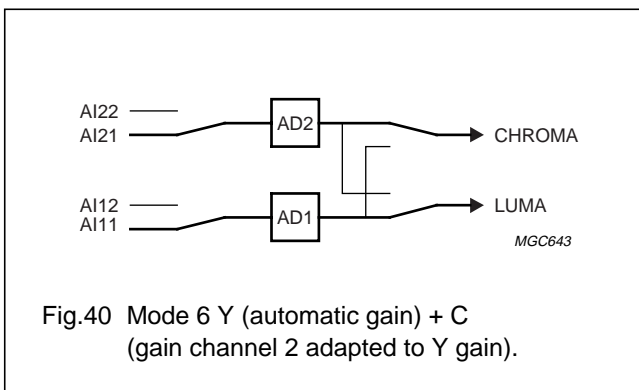 AI22
AI21
AD2
CHROMA
AI12
AI11
AD1
LUMA
MGC643
Fig.40 Mode 6 Y (automatic gain) + C
(gain channel 2 adapted to Y gain).